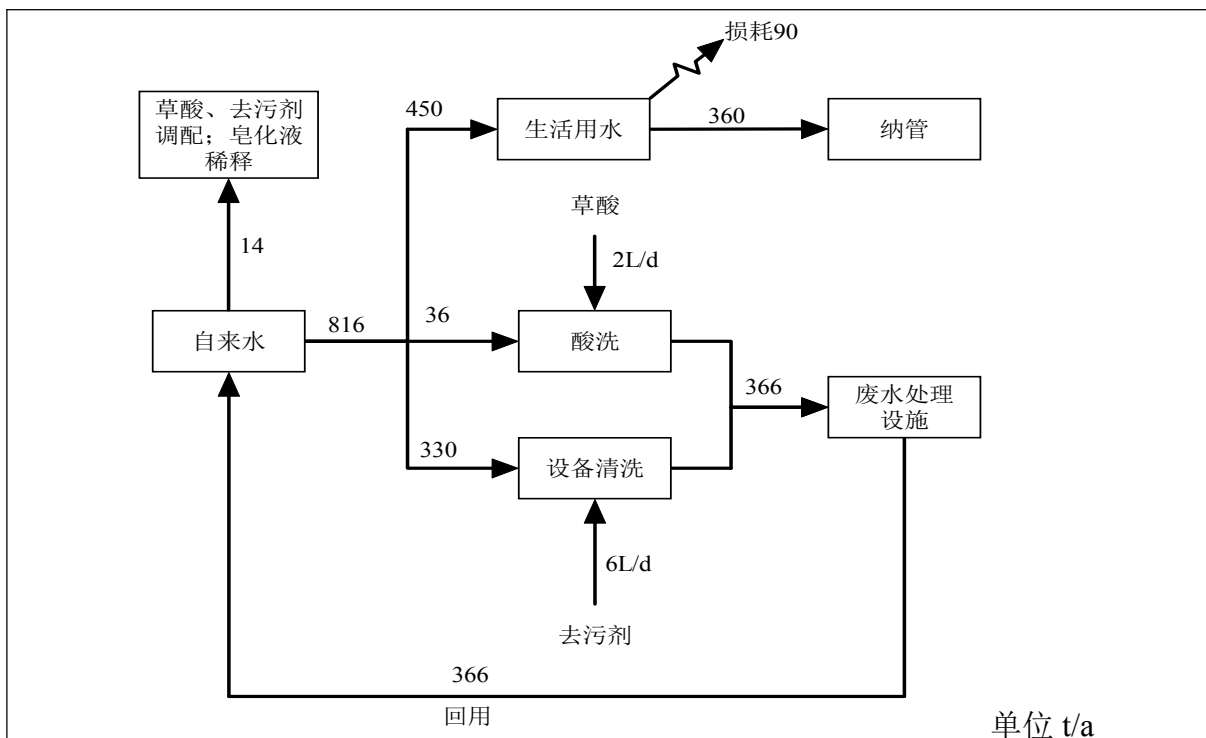 损耗90
草酸、去污剂
调配；皂化液
稀释
450
生活用水
360
纳管
草酸
14
2L/d
自来水
816
36
酸洗
366
废水处理
设施
330
设备清洗
6L/d
去污剂
366
回用
单位 t/a